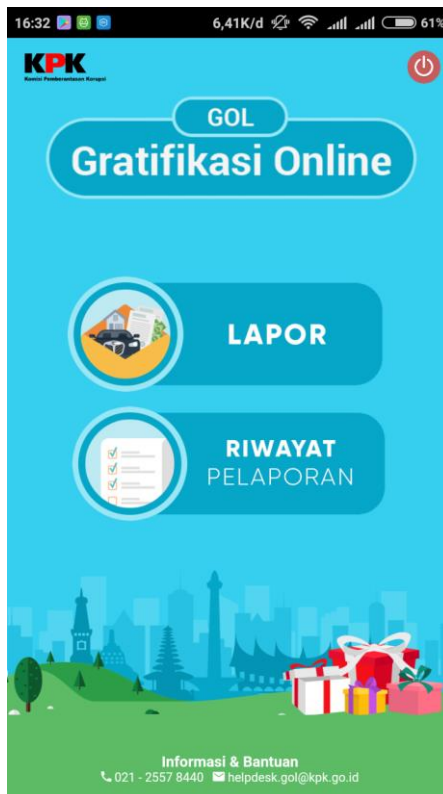 16:32 6,41K/d 61%
KPK
Komisi Pemberantasan Korupsi
GOL
Gratifikasi Online
LAPOR
RIWAYAT
PELAPORAN
Informasi & Bantuan
021 - 2557 8440 helpdesk.gol@kpk.go.id